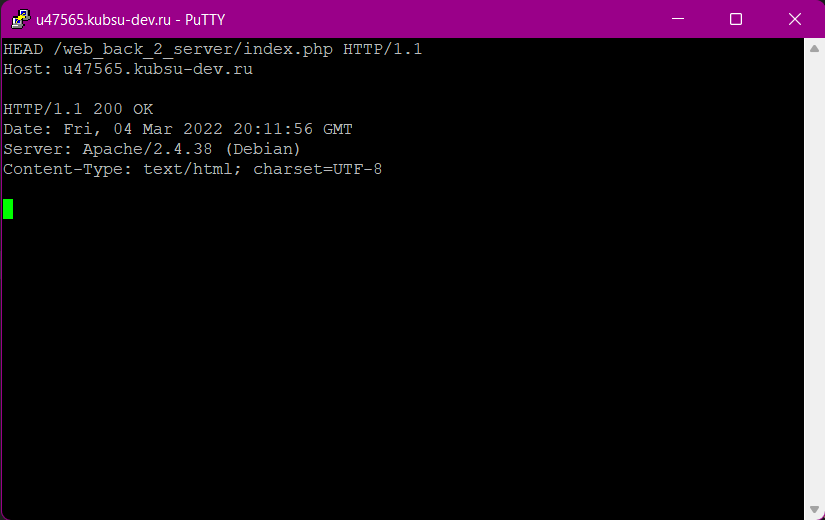 u47565.kubsu-dev.ru - PuTTY
HEAD /web_back_2_server/index.php HTTP/1.1
Host: u47565.kubsu-dev.ru
HTTP/1.1 200 OK
Date: Fri, 04 Mar 2022 20:11:56 GMT
Server: Apache/2.4.38 (Debian)
Content-Type: text/html; charset=UTF-8